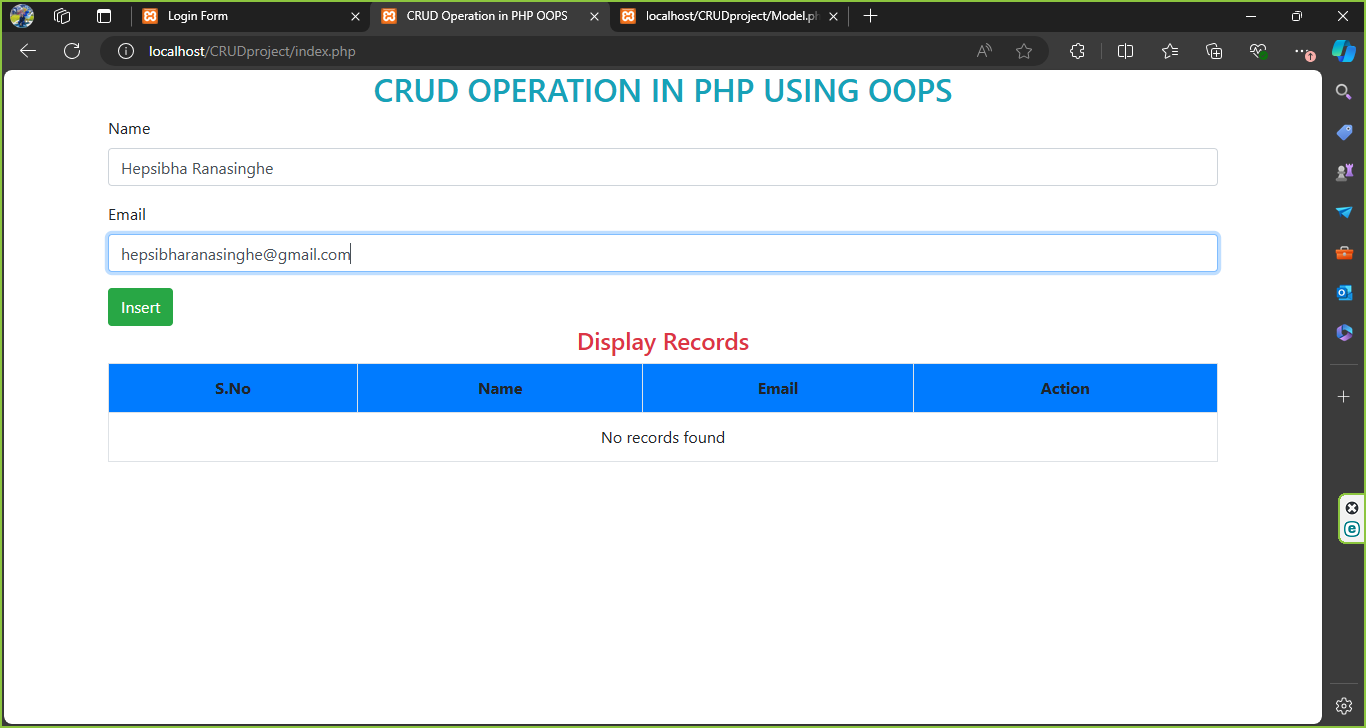 Login Form
CRUD Operation in PHP OOPS
localhost/CRUDproject/Model.ph
localhost/CRUDproject/index.php
CRUD OPERATION IN PHP USING OOPS
Name
Hepsibha Ranasinghe
Email
hepsibharanasinghe@gmail.com
Insert
Display Records
S.No Name Email Action
No records found